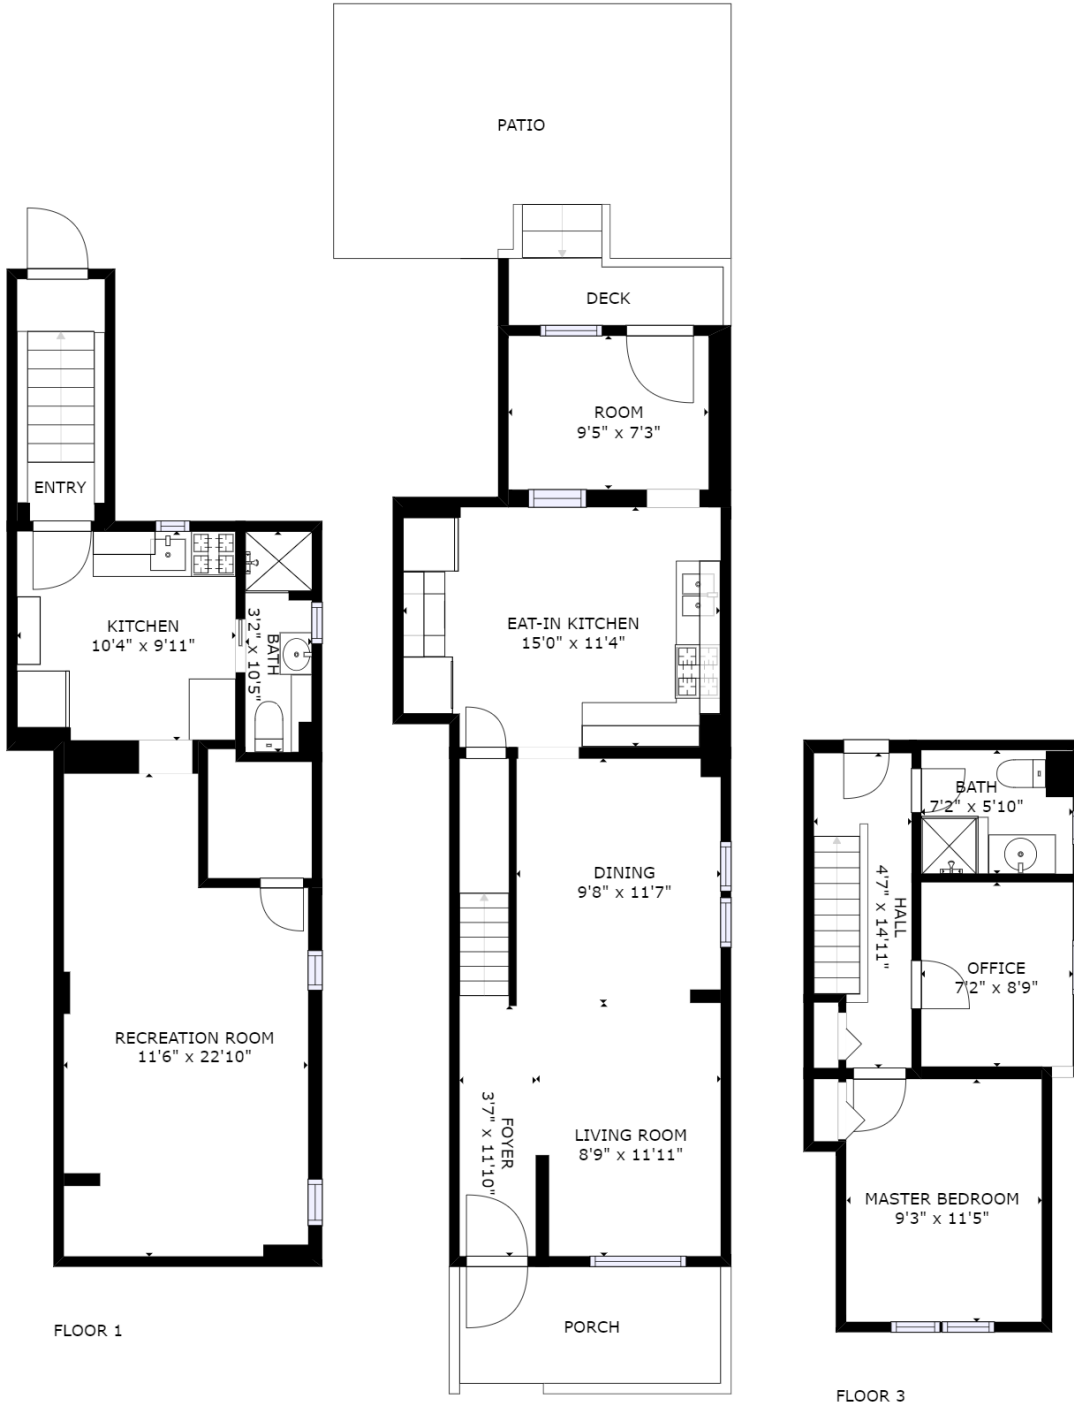 PATIO
DECK
ROOM
9'5" x 7'3"
ENTRY
KITCHEN
10'4" x 9'11"
BATH
3'2" x 10'5"
EAT-IN KITCHEN
15'0" x 11'4"
BATH
7'2" x 5'10"
DINING
9'8" x 11'7"
HALL
4'7" x 14'11"
OFFICE
7'2" x 8'9"
RECREATION ROOM
11'6" x 22'10"
FOYER
3'7" x 11'10"
LIVING ROOM
8'9" x 11'11"
MASTER BEDROOM
9'3" x 11'5"
FLOOR 1
PORCH
FLOOR 3